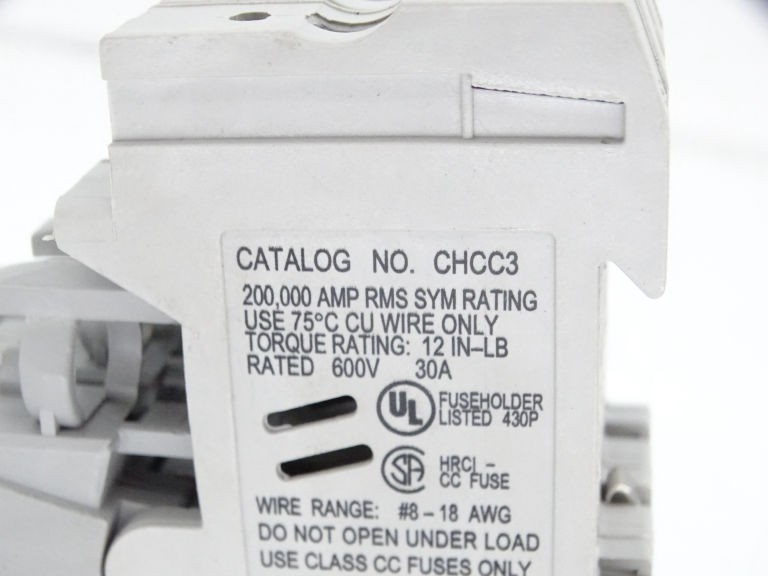 CATALOG NO. CHCC3
200,000 AMP RMS SYM RATING
USE 75°C CU WIRE ONLY
TORQUE RATING: 12 IN-LB
RATED 600V 30A
UL FUSEHOLDER
LISTED 430P
SA HRCI -
CC FUSE
WIRE RANGE: #8 - 18 AWG
DO NOT OPEN UNDER LOAD
USE CLASS CC FUSES ONLY